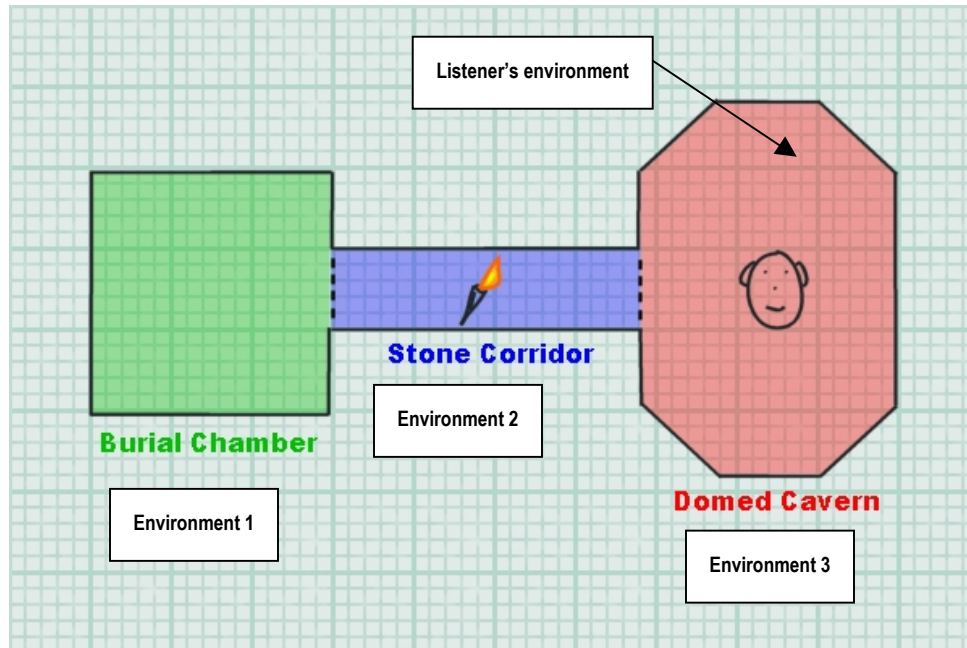 Listener's environment
Stone Corridor
Environment 2
Burial Chamber
Environment 1
Domed Cavern
Environment 3